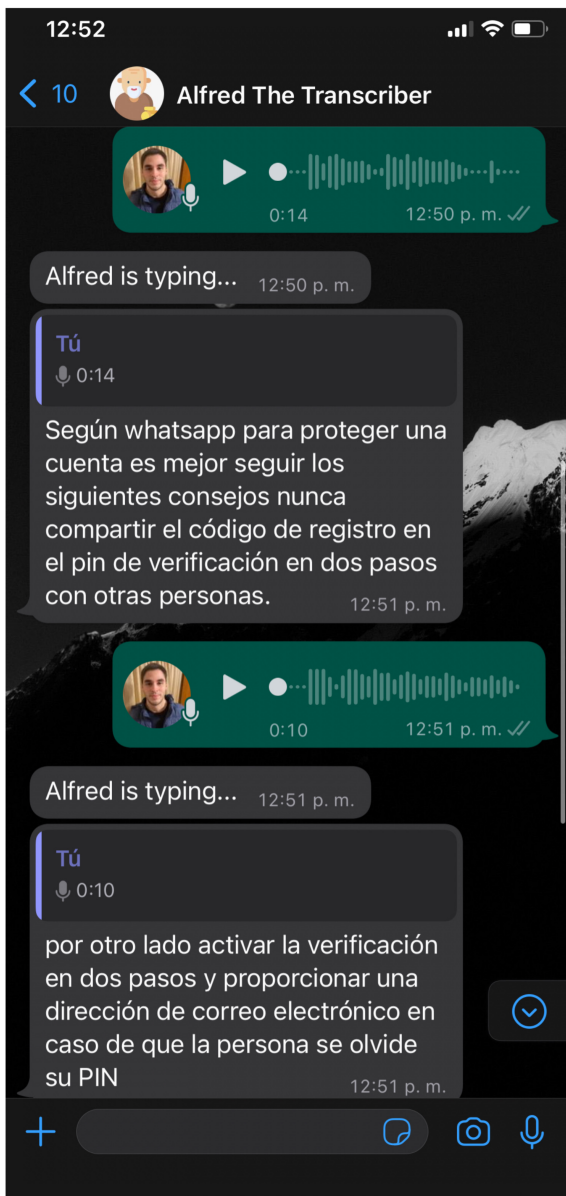 12:52
10
Alfred The Transcriber
0:14
12:50 p. m.
Alfred is typing...
12:50 p. m.
Tú
0:14
Según whatsapp para proteger una
cuenta es mejor seguir los
siguientes consejos nunca
compartir el código de registro en
el pin de verificación en dos pasos
con otras personas.
12:51 p. m.
0:10
12:51 p. m.
Alfred is typing...
12:51 p. m.
Tú
0:10
por otro lado activar la verificación
en dos pasos y proporcionar una
dirección de correo electrónico en
caso de que la persona se olvide
su PIN
12:51 p. m.